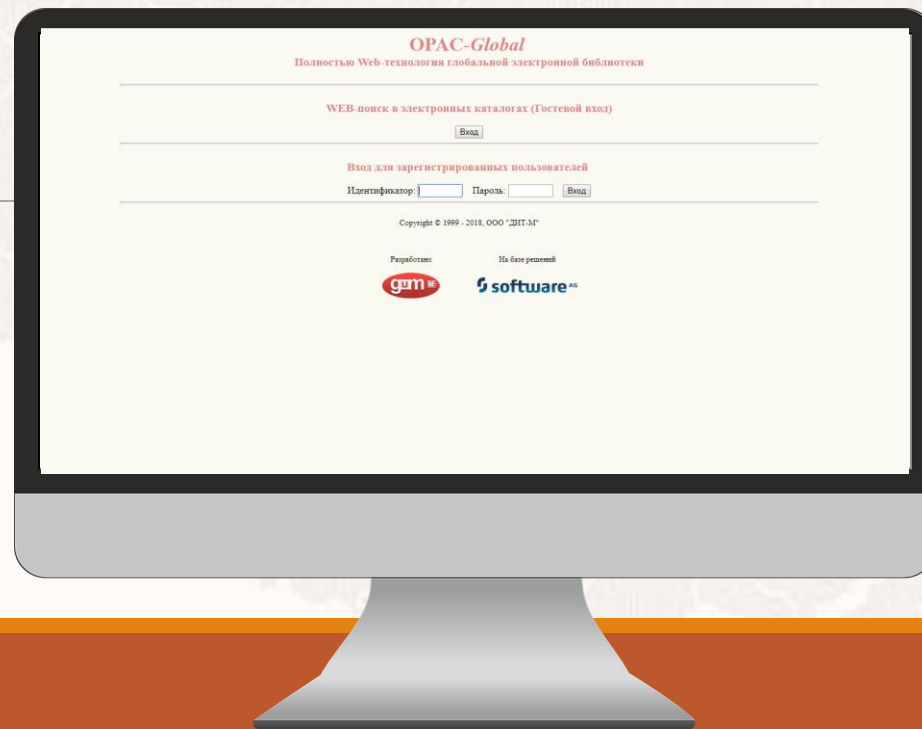 OPAC-Global
Полностью Web-технология глобальной электронной библиотеки
WEB-поиск в электронных каталогах (Гостевой вход)
Вход
Вход для зарегистрированных пользователей
Идентификатор: Пароль: Вход
Copyright © 1999 - 2018, ООО "ДИТ-М"
Разработано На базе решений
software AG